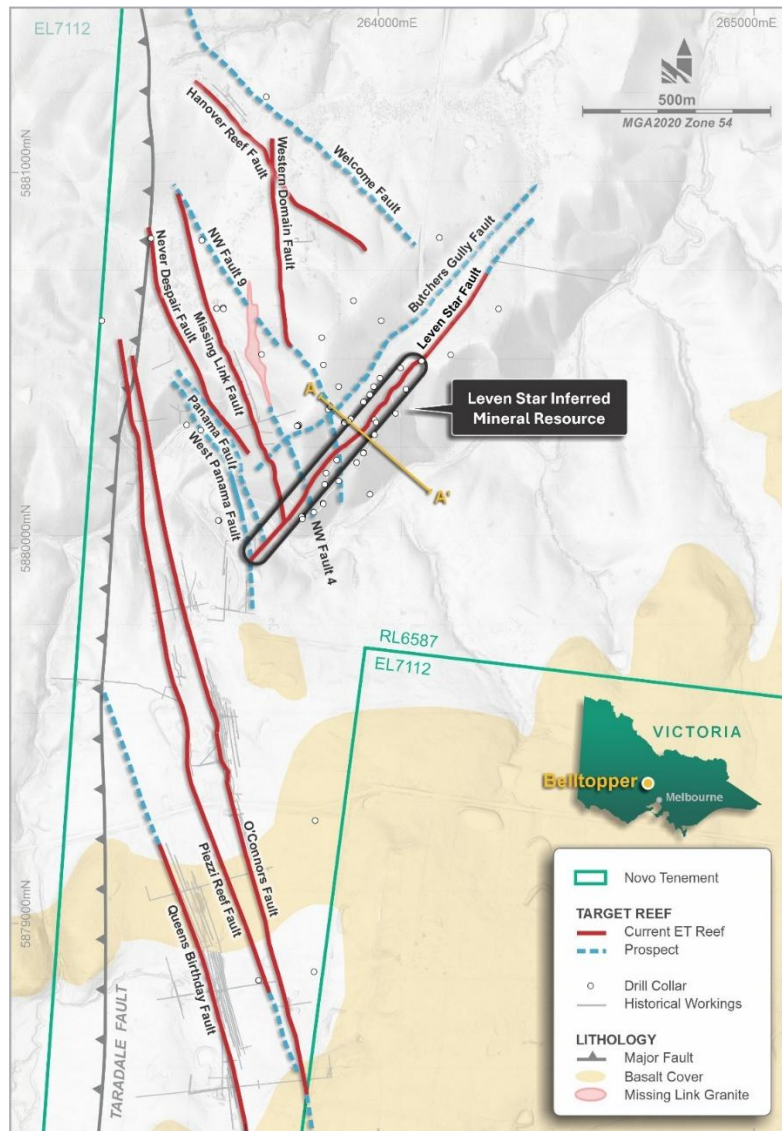 EL7112
264000mE
265000mE
500m
MGA2020 Zone 54
5881000mN
5880000mN
5879000mN
Hanover Reef Fault
Western Domain Fault
Welcome Fault
Never Despair Fault
NW Fault 9
Missing Link Fault
Butchers Gully Fault
Leven Star Fault
A
Leven Star Inferred
Mineral Resource
A'
Panama Fault
West Panama Fault
NW Fault 4
RL6587
EL7112
VICTORIA
Belltopper
Melbourne
O'Connors Fault
Piezzi Reef Fault
Queens Birthday Fault
TARADALE FAULT
Novo Tenement
TARGET REEF
Current ET Reef
Prospect
Drill Collar
Historical Workings
LITHOLOGY
Major Fault
Basalt Cover
Missing Link Granite